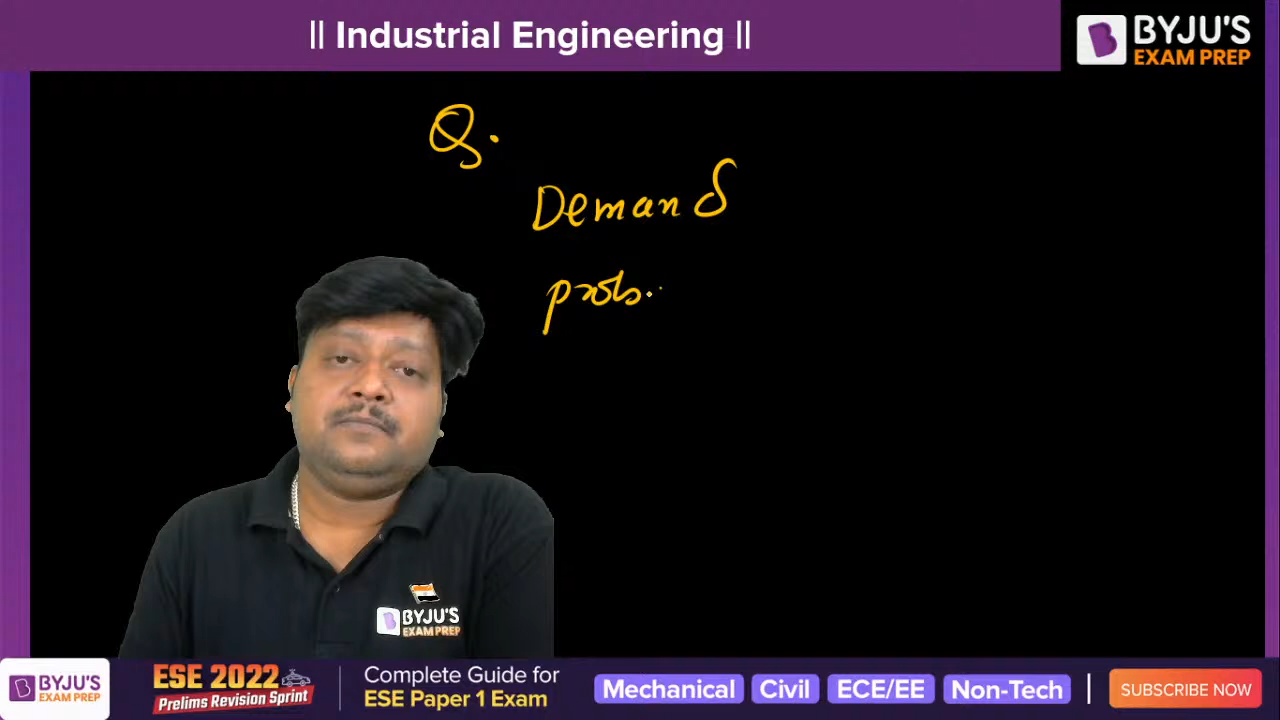 || Industrial Engineering ||
BYJU'S
EXAM PREP
Q.
Demand
prob.
BYJU'S
EXAM PREP
BYJU'S
EXAM PREP
ESE 2022
Prelims Revision Sprint
Complete Guide for
ESE Paper 1 Exam
Mechanical
Civil
ECE/EE
Non-Tech
SUBSCRIBE NOW